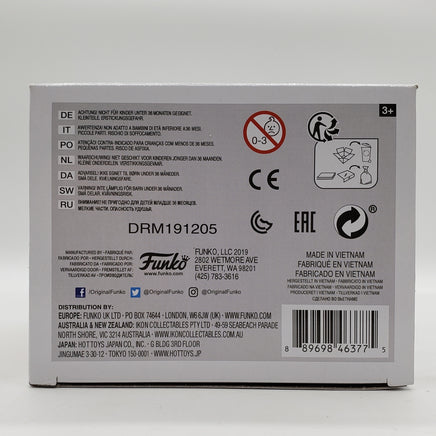 3+
DE ACHTUNG! NICHT FÜR KINDER UNTER 36 MONATEN GEEIGNET.
KLEINTEILE. ERSTICKUNGSGEFAHR.
IT AVVERTENZA! NON ADATTO A BAMBINI DI ETÀ INFERIORE A 36 MESI.
PICCOLE PARTI. RISCHIO DI SOFFOCAMENTO.
PO ATENÇÃO! CONTRA INDICADO PARA CRIANÇAS COM MENOS DE 36 MESES.
PEQUENAS PARTES. RISCO DE ASFIXIA.
NL WAARSCHUWING! NIET GESCHIKT VOOR KINDEREN JONGER DAN 36 MAANDEN.
KLEINE ONDERDELEN. VERSTIKKINGSGEVAAR.
DA ADVARSEL! IKKE EGNET TIL BØRN UNDER 36 MÅNEDER.
SMÅ DELE. KVÆLNINGSFARE.
SW VARNING! INTE LÄMPLIG FÖR BARN UNDER 36 MÅNADER.
SMÅ DELAR. KVÄVNINGSRISK.
RU ВНИМАНИЕ! НЕ ПРЕДНАЗНАЧЕНО ДЛЯ ДЕТЕЙ МЛАДШЕ 36 МЕСЯЦЕВ.
МЕЛКИЕ ЧАСТИ. ОПАСНОСТЬ УДУШЕНИЯ.
0-3
CE
EAC
DRM191205
MANUFACTURED BY • FABRIQUÉ PAR:
FABRICADO POR • HERGESTELLT DURCH:
FABBRICATO DA • FABRICADO POR:
VERVAARDIGD DOOR • FREMSTILLET AF:
TILLVERKAD AV •
Funko
FUNKO, LLC 2019
2802 WETMORE AVE
EVERETT, WA 98201
(425) 783-3616
@OriginalFunko @OriginalFunko @OriginalFunko
MADE IN VIETNAM
FABRIQUÉ EN VIETNAM
FABRICADO EN VIETNAM
HERGESTELLT IN VIETNAM • FABBRICATO IN VIETNAM
FABRICADO NO VIETNAM • VERVAARDIGD IN VIETNAM
FREMSTILLET I VIETNAM • TILLVERKAD I VIETNAM
СДЕЛАНО ВО ВЬЕТНАМЕ
DISTRIBUTION BY:
EUROPE: FUNKO UK LTD - PO BOX 74644 - LONDON, W6 6JW (UK) - WWW.FUNKO.COM
AUSTRALIA & NEW ZEALAND: IKON COLLECTABLES PTY LTD - 49-59 SEABEACH PARADE
NORTH SHORE, VIC 3214 AUSTRALIA - WWW.IKONCOLLECTABLES.COM.AU
JAPAN: HOT TOYS JAPAN CO., INC. - G BLDG 3RD FLOOR
JINGUMAE 3-30-12 - TOKYO 150-0001 - WWW.HOTTOYS.JP
8 89698 46377 5